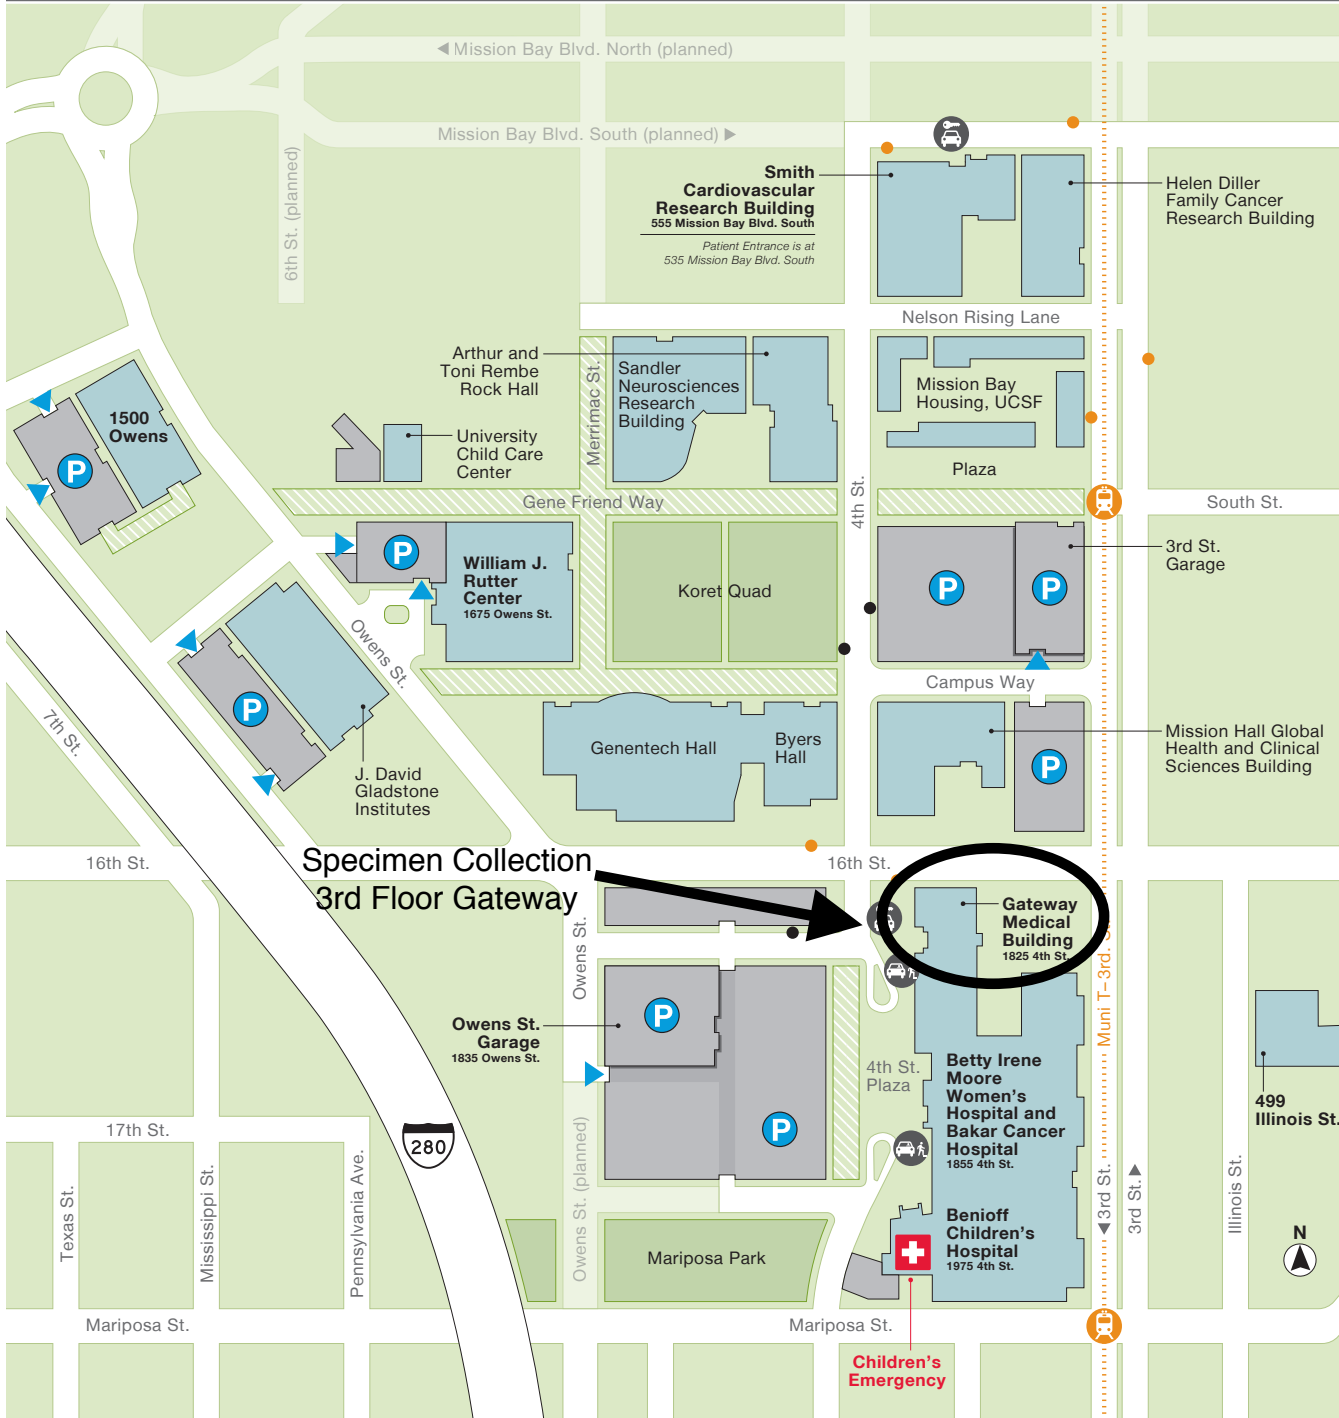 ◀ Mission Bay Blvd. North (planned)
Mission Bay Blvd. South (planned) ▶
6th St. (planned)
Smith
Cardiovascular
Research Building
555 Mission Bay Blvd. South
Patient Entrance is at
535 Mission Bay Blvd. South
Helen Diller
Family Cancer
Research Building
Nelson Rising Lane
Arthur and
Toni Rembe
Rock Hall
Merrimac St.
Sandler
Neurosciences
Research
Building
Mission Bay
Housing, UCSF
1500
Owens
P
University
Child Care
Center
Plaza
Gene Friend Way
4th St.
South St.
P
William J.
Rutter
Center
1675 Owens St.
Koret Quad
P
P
3rd St.
Garage
Owens St.
Campus Way
7th St.
P
J. David
Gladstone
Institutes
Genentech Hall
Byers
Hall
P
Mission Hall Global
Health and Clinical
Sciences Building
16th St.
Specimen Collection
3rd Floor Gateway
16th St.
Gateway
Medical
Building
1825 4th St.
Owens St.
Muni T–3rd. S
Owens St.
Garage
1835 Owens St.
P
4th St.
Plaza
Betty Irene
Moore
Women's
Hospital and
Bakar Cancer
Hospital
1855 4th St.
499
Illinois St.
17th St.
280
P
Texas St.
Mississippi St.
Pennsylvania Ave.
Owens St. (planned)
◀ 3rd St.
3rd St. ▶
Illinois St.
Benioff
Children's
Hospital
1975 4th St.
N
Mariposa Park
Mariposa St.
Mariposa St.
Children's
Emergency